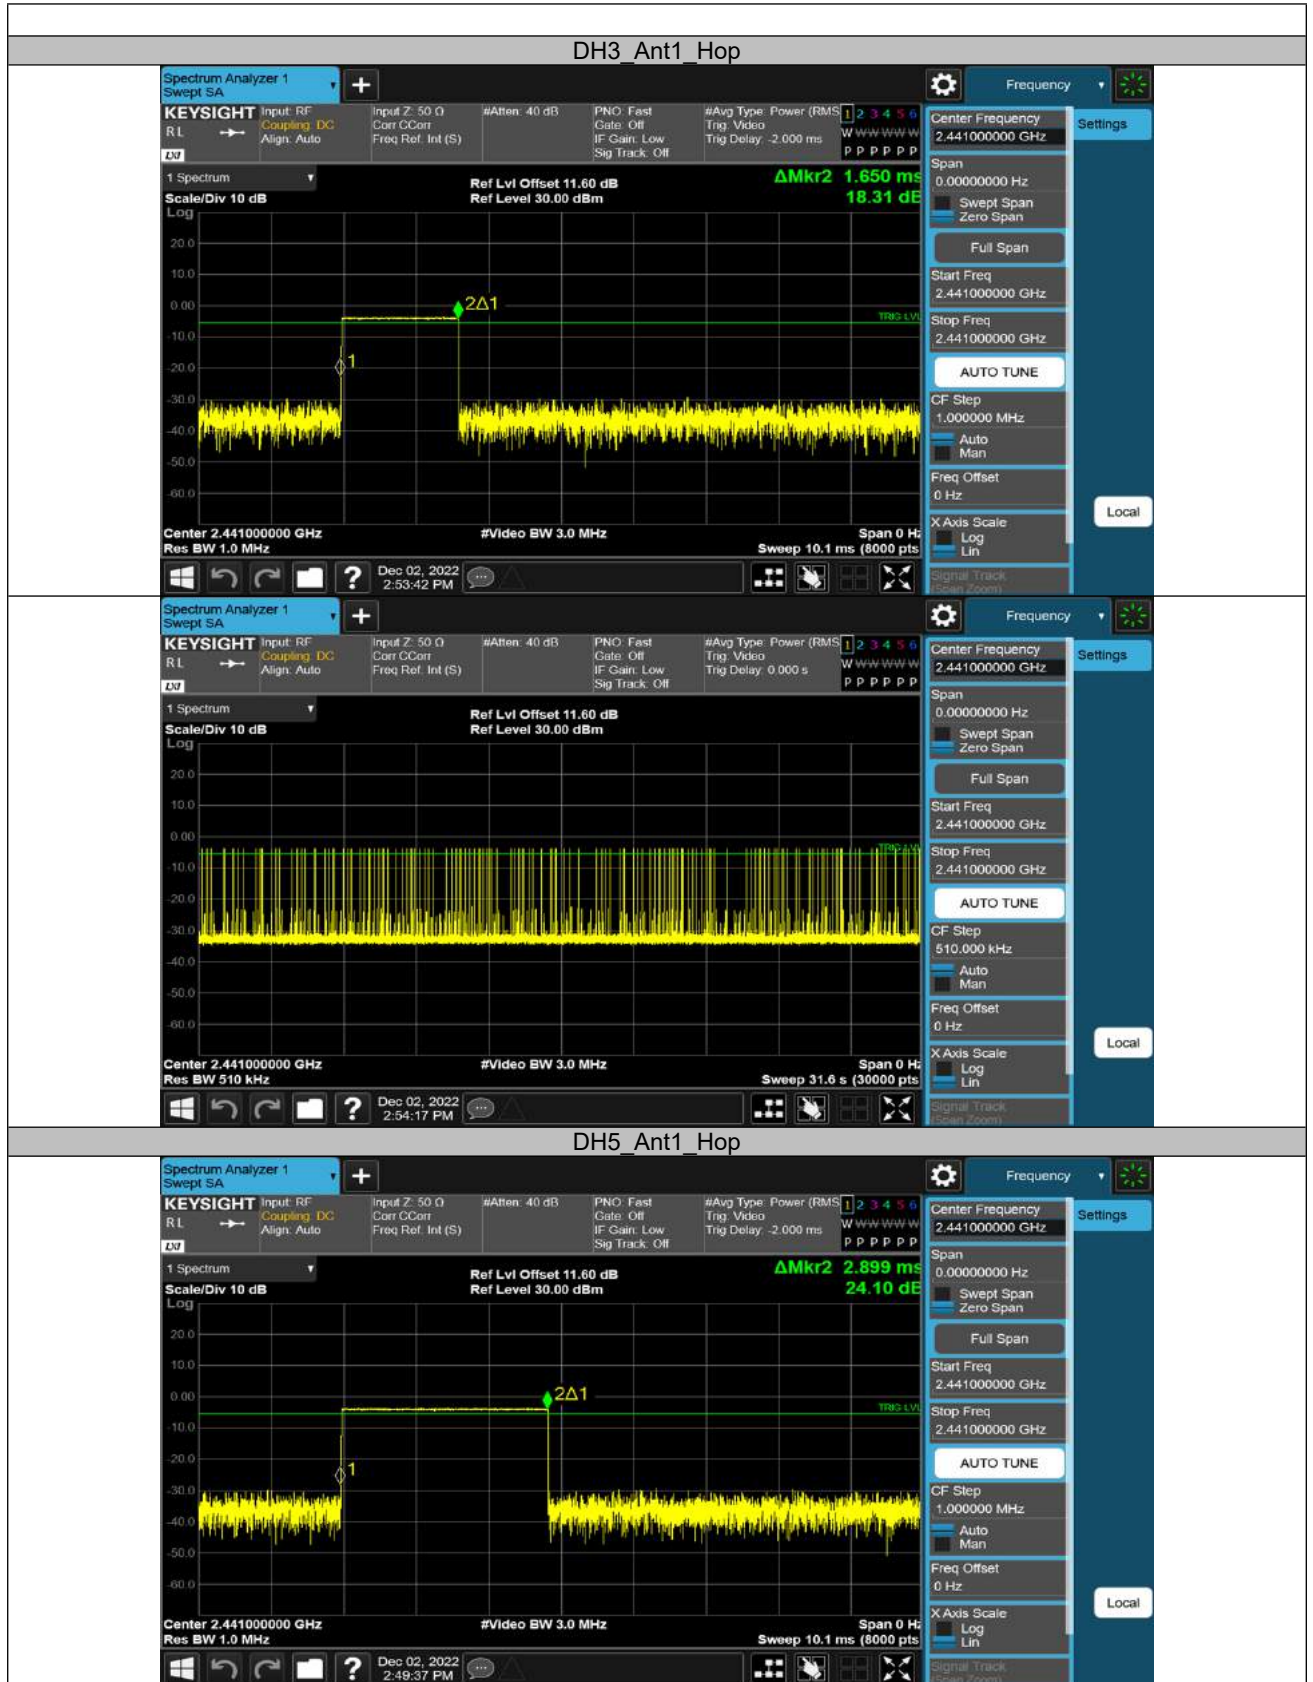 DH3_Ant1_Hop
Spectrum Analyzer 1
Swept SA
Frequency
KEYSIGHT Input: RF Input Z: 50 Ω #Atten: 40 dB PNO: Fast #Avg Type: Power (RMS 1 2 3 4 5 6
RL Coupling: DC Corr CCorr Gate: Off Trig: Video W W W W W W
Align: Auto Freq Ref: Int (S) IF Gain: Low Trig Delay: -2.000 ms
LXI Sig Track: Off P P P P P P
Center Frequency
2.441000000 GHz
Settings
Span
0.00000000 Hz
Swept Span
Zero Span
Full Span
Start Freq
2.441000000 GHz
Stop Freq
2.441000000 GHz
AUTO TUNE
CF Step
1.000000 MHz
Auto
Man
Freq Offset
0 Hz
X Axis Scale
Log
Lin
Signal Track
(Span Zoom)
Local
1 Spectrum
Scale/Div 10 dB
Ref Lvl Offset 11.60 dB
Ref Level 30.00 dBm
ΔMkr2 1.650 ms
18.31 dB
Log
20.0
10.0
0.00
-10.0
-20.0
-30.0
-40.0
-50.0
-60.0
2Δ1
1
TRIG LVL
Center 2.441000000 GHz #Video BW 3.0 MHz Span 0 Hz
Res BW 1.0 MHz Sweep 10.1 ms (8000 pts
Dec 02, 2022
2:53:42 PM
Spectrum Analyzer 1
Swept SA
Frequency
KEYSIGHT Input: RF Input Z: 50 Ω #Atten: 40 dB PNO: Fast #Avg Type: Power (RMS 1 2 3 4 5 6
RL Coupling: DC Corr CCorr Gate: Off Trig: Video W W W W W W
Align: Auto Freq Ref: Int (S) IF Gain: Low Trig Delay: 0.000 s
LXI Sig Track: Off P P P P P P
Center Frequency
2.441000000 GHz
Settings
Span
0.00000000 Hz
Swept Span
Zero Span
Full Span
Start Freq
2.441000000 GHz
Stop Freq
2.441000000 GHz
AUTO TUNE
CF Step
510.000 kHz
Auto
Man
Freq Offset
0 Hz
X Axis Scale
Log
Lin
Signal Track
(Span Zoom)
Local
1 Spectrum
Scale/Div 10 dB
Ref Lvl Offset 11.60 dB
Ref Level 30.00 dBm
Log
20.0
10.0
0.00
-10.0
-20.0
-30.0
-40.0
-50.0
-60.0
TRIG LVL
Center 2.441000000 GHz #Video BW 3.0 MHz Span 0 Hz
Res BW 510 kHz Sweep 31.6 s (30000 pts
Dec 02, 2022
2:54:17 PM
DH5_Ant1_Hop
Spectrum Analyzer 1
Swept SA
Frequency
KEYSIGHT Input: RF Input Z: 50 Ω #Atten: 40 dB PNO: Fast #Avg Type: Power (RMS 1 2 3 4 5 6
RL Coupling: DC Corr CCorr Gate: Off Trig: Video W W W W W W
Align: Auto Freq Ref: Int (S) IF Gain: Low Trig Delay: -2.000 ms
LXI Sig Track: Off P P P P P P
Center Frequency
2.441000000 GHz
Settings
Span
0.00000000 Hz
Swept Span
Zero Span
Full Span
Start Freq
2.441000000 GHz
Stop Freq
2.441000000 GHz
AUTO TUNE
CF Step
1.000000 MHz
Auto
Man
Freq Offset
0 Hz
X Axis Scale
Log
Lin
Signal Track
(Span Zoom)
Local
1 Spectrum
Scale/Div 10 dB
Ref Lvl Offset 11.60 dB
Ref Level 30.00 dBm
ΔMkr2 2.899 ms
24.10 dB
Log
20.0
10.0
0.00
-10.0
-20.0
-30.0
-40.0
-50.0
-60.0
2Δ1
1
TRIG LVL
Center 2.441000000 GHz #Video BW 3.0 MHz Span 0 Hz
Res BW 1.0 MHz Sweep 10.1 ms (8000 pts
Dec 02, 2022
2:49:37 PM